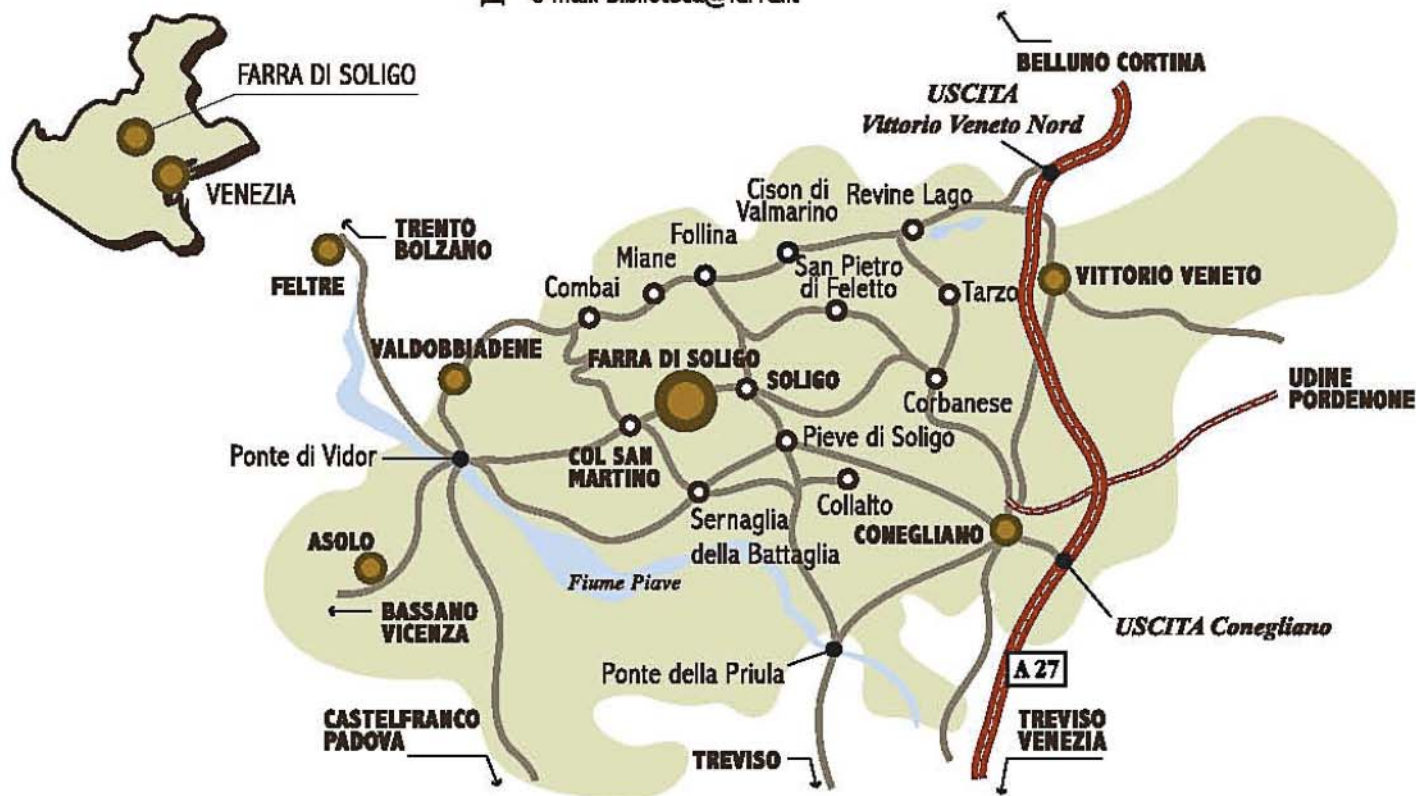 FARRA DI SOLIGO
VENEZIA
BELLUNO CORTINA
USCITA
Vittorio Veneto Nord
TRENTO
BOLZANO
FELTRE
Cison di
Valmarino
Revine Lago
Follina
Miane
Combai
San Pietro
di Feletto
Tarzo
VITTORIO VENETO
VALDOBBIADENE
FARRA DI SOLIGO
SOLIGO
Corbanese
UDINE
PORDENONE
Ponte di Vidor
COL SAN
MARTINO
Pieve di Soligo
Collalto
Sernaglia
della Battaglia
CONEGLIANO
ASOLO
Fiume Piave
BASSANO
VICENZA
USCITA Conegliano
Ponte della Priula
A 27
CASTELFRANCO
PADOVA
TREVISO
TREVISO
VENEZIA